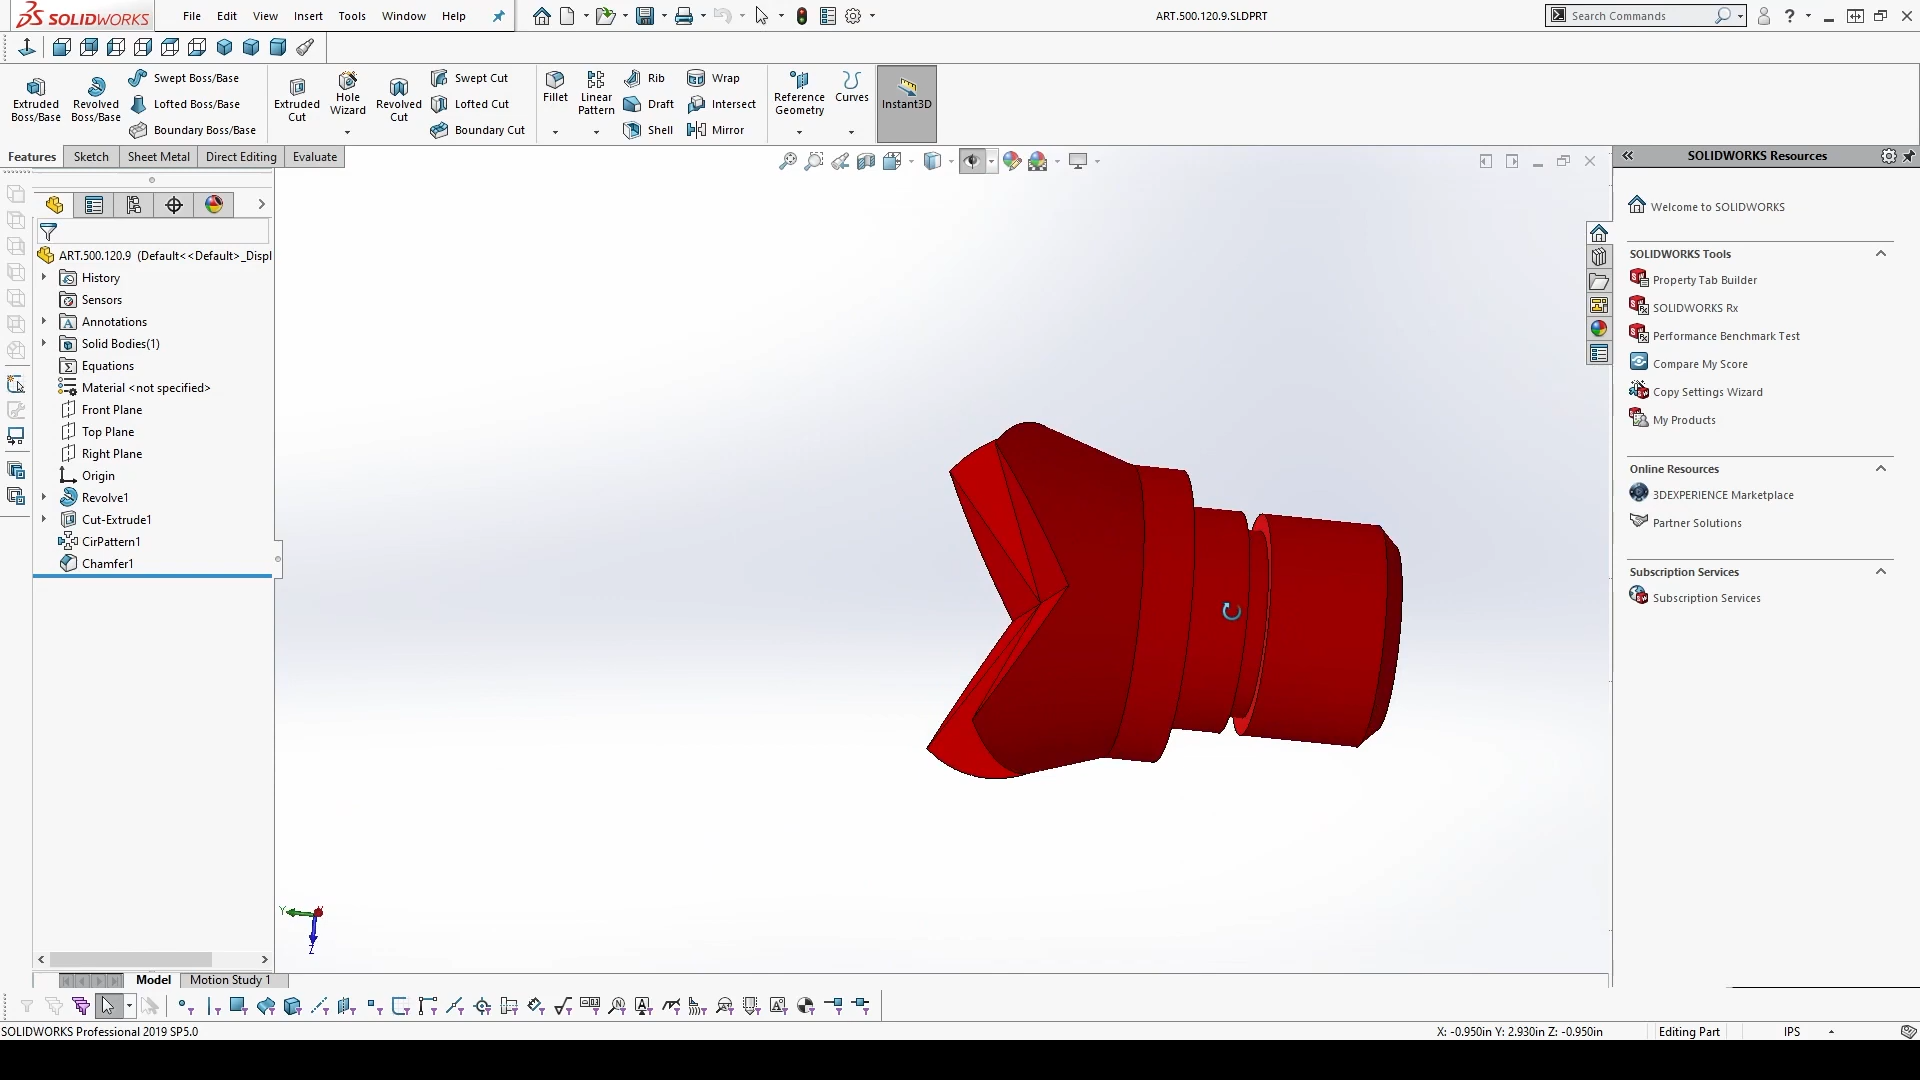 SOLIDWORKS
File Edit View Insert Tools Window Help
ART.500.120.9.SLDPRT
Search Commands
Extruded Boss/Base
Revolved Boss/Base
Swept Boss/Base
Lofted Boss/Base
Boundary Boss/Base
Extruded Cut
Hole Wizard
Revolved Cut
Swept Cut
Lofted Cut
Boundary Cut
Fillet
Linear Pattern
Rib
Draft
Shell
Wrap
Intersect
Mirror
Reference Geometry
Curves
Instant3D
Features Sketch Sheet Metal Direct Editing Evaluate
ART.500.120.9 (Default<<Default>_Displ
History
Sensors
Annotations
Solid Bodies(1)
Equations
Material <not specified>
Front Plane
Top Plane
Right Plane
Origin
Revolve1
Cut-Extrude1
CirPattern1
Chamfer1
Y
Z
SOLIDWORKS Resources
Welcome to SOLIDWORKS
SOLIDWORKS Tools
Property Tab Builder
SOLIDWORKS Rx
Performance Benchmark Test
Compare My Score
Copy Settings Wizard
My Products
Online Resources
3DEXPERIENCE Marketplace
Partner Solutions
Subscription Services
Subscription Services
Model Motion Study 1
SOLIDWORKS Professional 2019 SP5.0
X: -0.950in Y: 2.930in Z: -0.950in
Editing Part
IPS